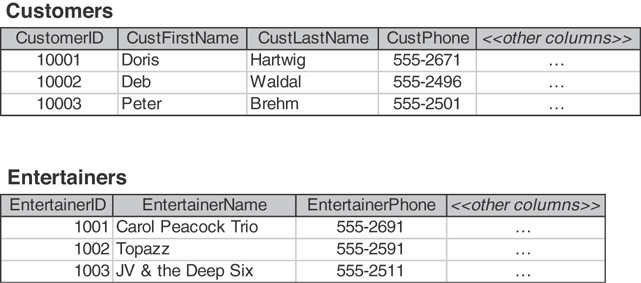 Customers
CustomerID CustFirstName CustLastName CustPhone <<other columns>>
10001 Doris Hartwig 555-2671 …
10002 Deb Waldal 555-2496 …
10003 Peter Brehm 555-2501 …
Entertainers
EntertainerID EntertainerName EntertainerPhone <<other columns>>
1001 Carol Peacock Trio 555-2691 …
1002 Topazz 555-2591 …
1003 JV & the Deep Six 555-2511 …